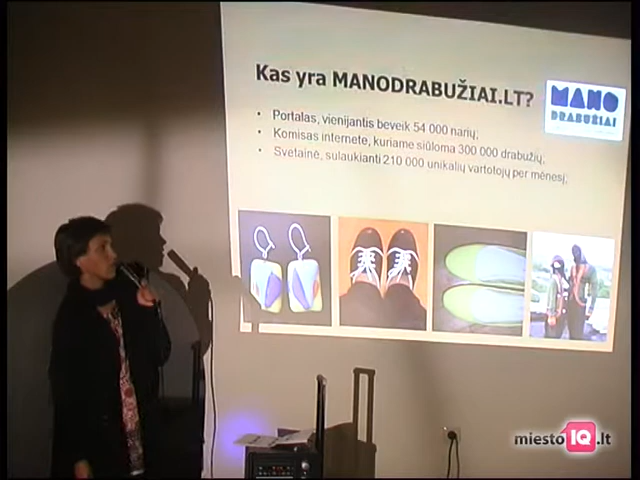 Kas yra MANODRABUŽIAI.LT?
MANO
DRABUŽIAI
• Portalas, vienijantis beveik 54 000 narių;
• Komisas internete, kuriame siūloma 300 000 drabužių;
• Svetainė, sulaukianti 210 000 unikalių vartotojų per mėnesį;
miestoIQ.lt